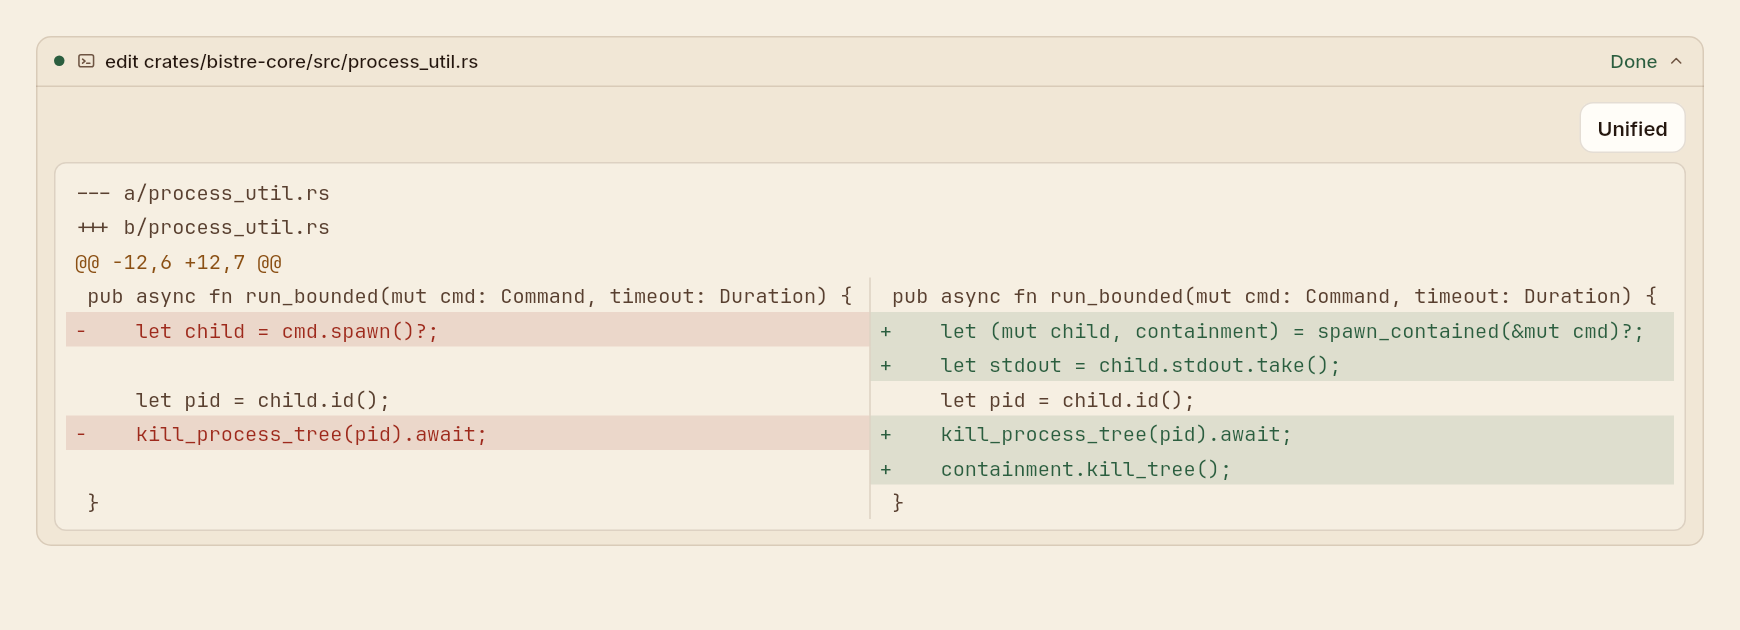 edit crates/bistre-core/src/process_util.rs
Done
Unified
--- a/process_util.rs
+++ b/process_util.rs
@@ -12,6 +12,7 @@
pub async fn run_bounded(mut cmd: Command, timeout: Duration) {
-    let child = cmd.spawn()?;
    let pid = child.id();
-    kill_process_tree(pid).await;
}
pub async fn run_bounded(mut cmd: Command, timeout: Duration) {
+    let (mut child, containment) = spawn_contained(&mut cmd)?;
+    let stdout = child.stdout.take();
    let pid = child.id();
+    kill_process_tree(pid).await;
+    containment.kill_tree();
}